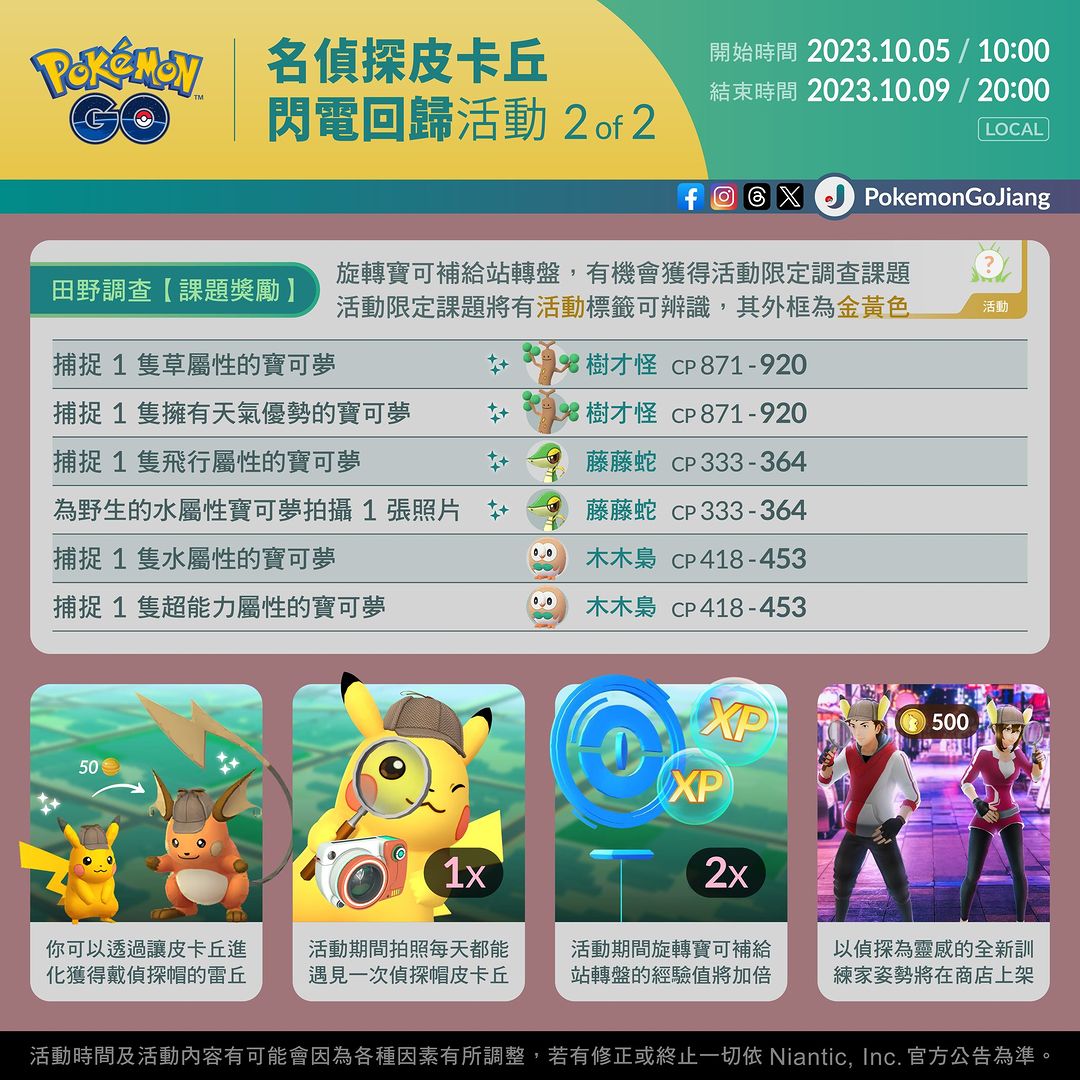 POKÉMON GO
名偵探皮卡丘
閃電回歸活動 2 of 2
開始時間 2023.10.05 / 10:00
結束時間 2023.10.09 / 20:00
LOCAL
PokemonGoJiang
田野調查【課題獎勵】
旋轉寶可補給站轉盤，有機會獲得活動限定調查課題
活動限定課題將有活動標籤可辨識，其外框為金黃色
?
活動
捕捉 1 隻草屬性的寶可夢 樹才怪 CP 871 - 920
捕捉 1 隻擁有天氣優勢的寶可夢 樹才怪 CP 871 - 920
捕捉 1 隻飛行屬性的寶可夢 藤藤蛇 CP 333 - 364
為野生的水屬性寶可夢拍攝 1 張照片 藤藤蛇 CP 333 - 364
捕捉 1 隻水屬性的寶可夢 木木梟 CP 418 - 453
捕捉 1 隻超能力屬性的寶可夢 木木梟 CP 418 - 453
50
你可以透過讓皮卡丘進
化獲得戴偵探帽的雷丘
1x
活動期間拍照每天都能
遇見一次偵探帽皮卡丘
XP
XP
2x
活動期間旋轉寶可補給
站轉盤的經驗值將加倍
500
以偵探為靈感的全新訓
練家姿勢將在商店上架
活動時間及活動內容有可能會因為各種因素有所調整，若有修正或終止一切依 Niantic, Inc. 官方公告為準。